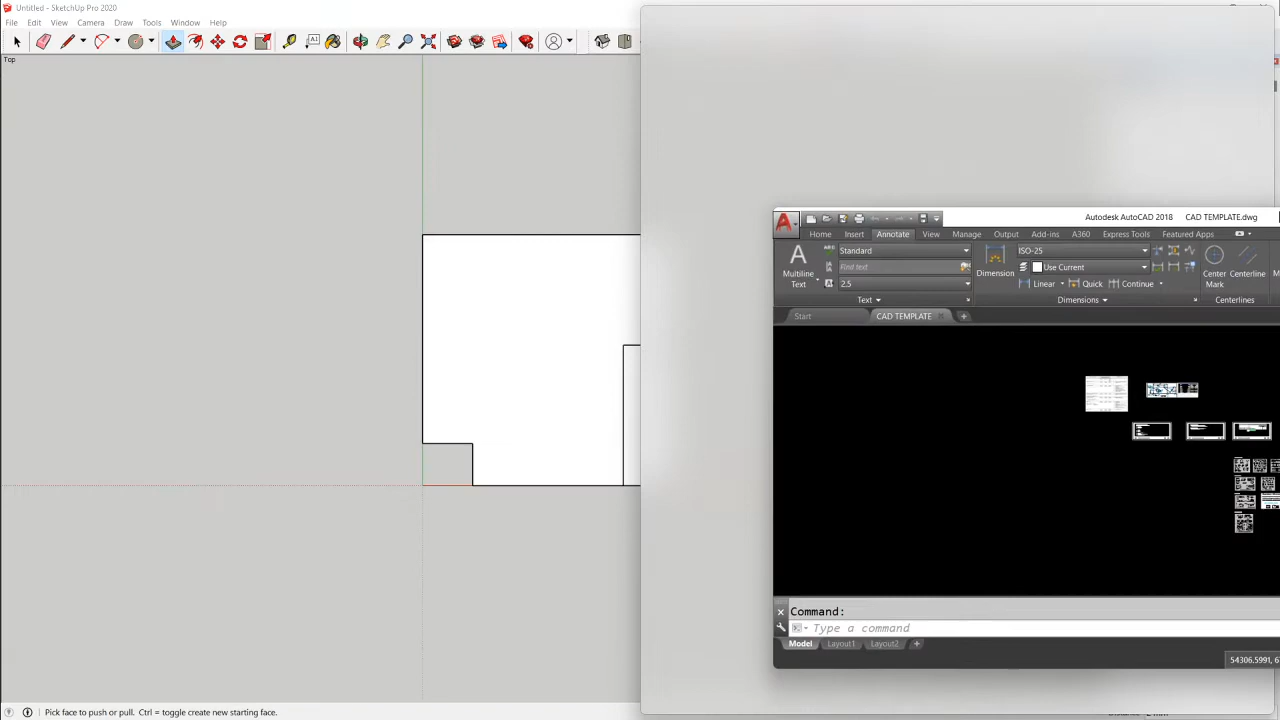 Untitled - SketchUp Pro 2020
File Edit View Camera Draw Tools Window Help
Top
Autodesk AutoCAD 2018 CAD TEMPLATE.dwg
Home Insert Annotate View Manage Output Add-ins A360 Express Tools Featured Apps
Standard
ISO-25
Find text
Use Current
Multiline
Text
2.5
Dimension
Linear
Quick
Continue
Center
Mark
Centerline
Text
Dimensions
Centerlines
Start
CAD TEMPLATE
Command:
Type a command
Model Layout1 Layout2
54306.5991, 6
Pick face to push or pull. Ctrl = toggle create new starting face.